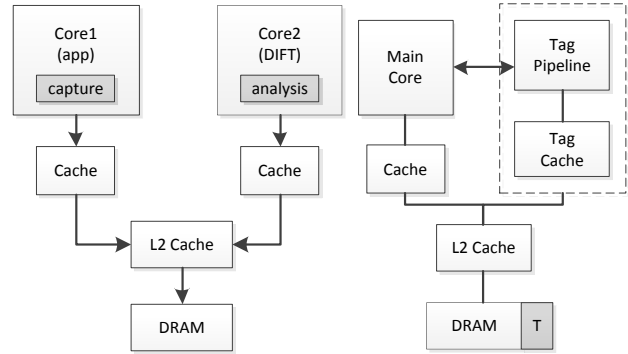 Core1
(app)
capture
Core2
(DIFT)
analysis
Cache
Cache
L2 Cache
DRAM
Main
Core
Tag
Pipeline
Tag
Cache
Cache
L2 Cache
DRAM
T